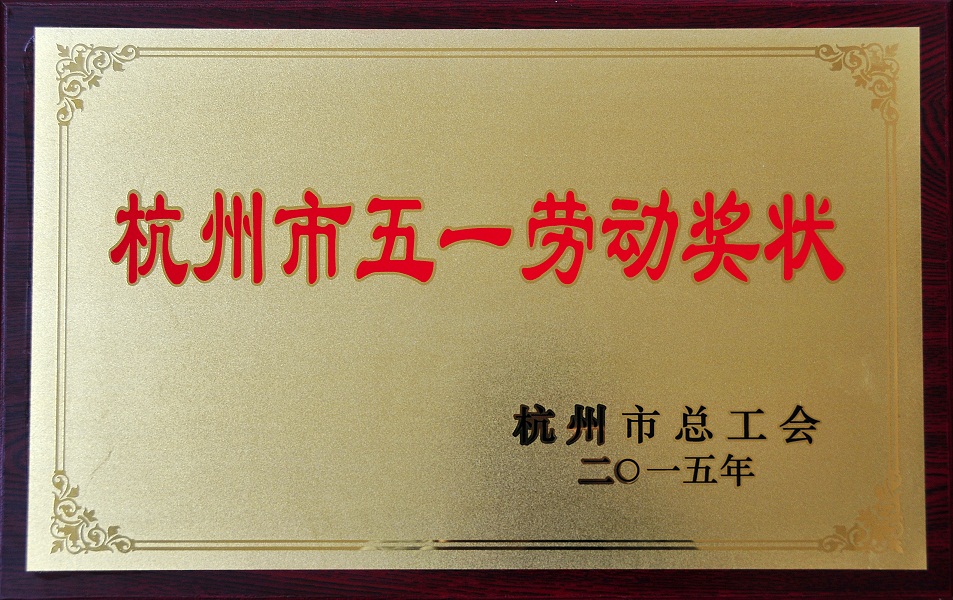 杭州市五一劳动奖状
杭州市总工会
二〇一五年